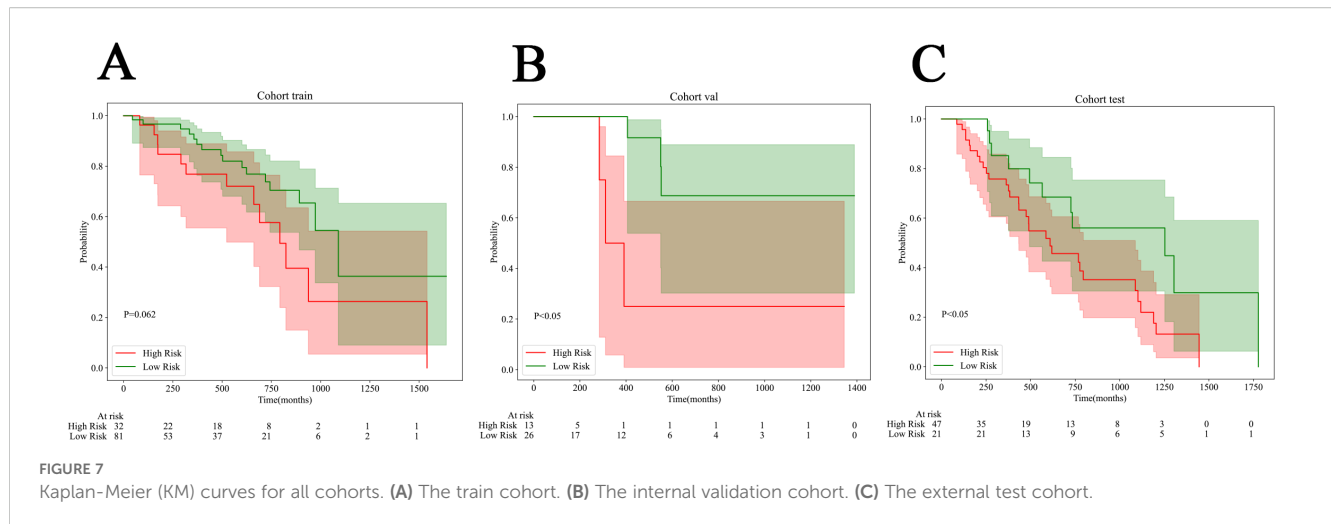 A
Cohort train
1.0
0.8
0.6
0.4
0.2
0.0
Probability
P=0.062
High Risk
Low Risk
0 250 500 750 1000 1250 1500
Time(months)
At risk
High Risk 32 22 18 8 2 1 1
Low Risk 81 53 37 21 6 2 1
B
Cohort val
1.0
0.8
0.6
0.4
0.2
0.0
Probability
P<0.05
High Risk
Low Risk
0 200 400 600 800 1000 1200 1400
Time(months)
At risk
High Risk 13 5 1 1 1 1 1 0
Low Risk 26 17 12 6 4 3 1 0
C
Cohort test
1.0
0.8
0.6
0.4
0.2
0.0
Probability
P<0.05
High Risk
Low Risk
0 250 500 750 1000 1250 1500 1750
Time(months)
At risk
High Risk 47 35 19 13 8 3 0 0
Low Risk 21 21 13 9 6 5 1 1
FIGURE 7
Kaplan-Meier (KM) curves for all cohorts. (A) The train cohort. (B) The internal validation cohort. (C) The external test cohort.